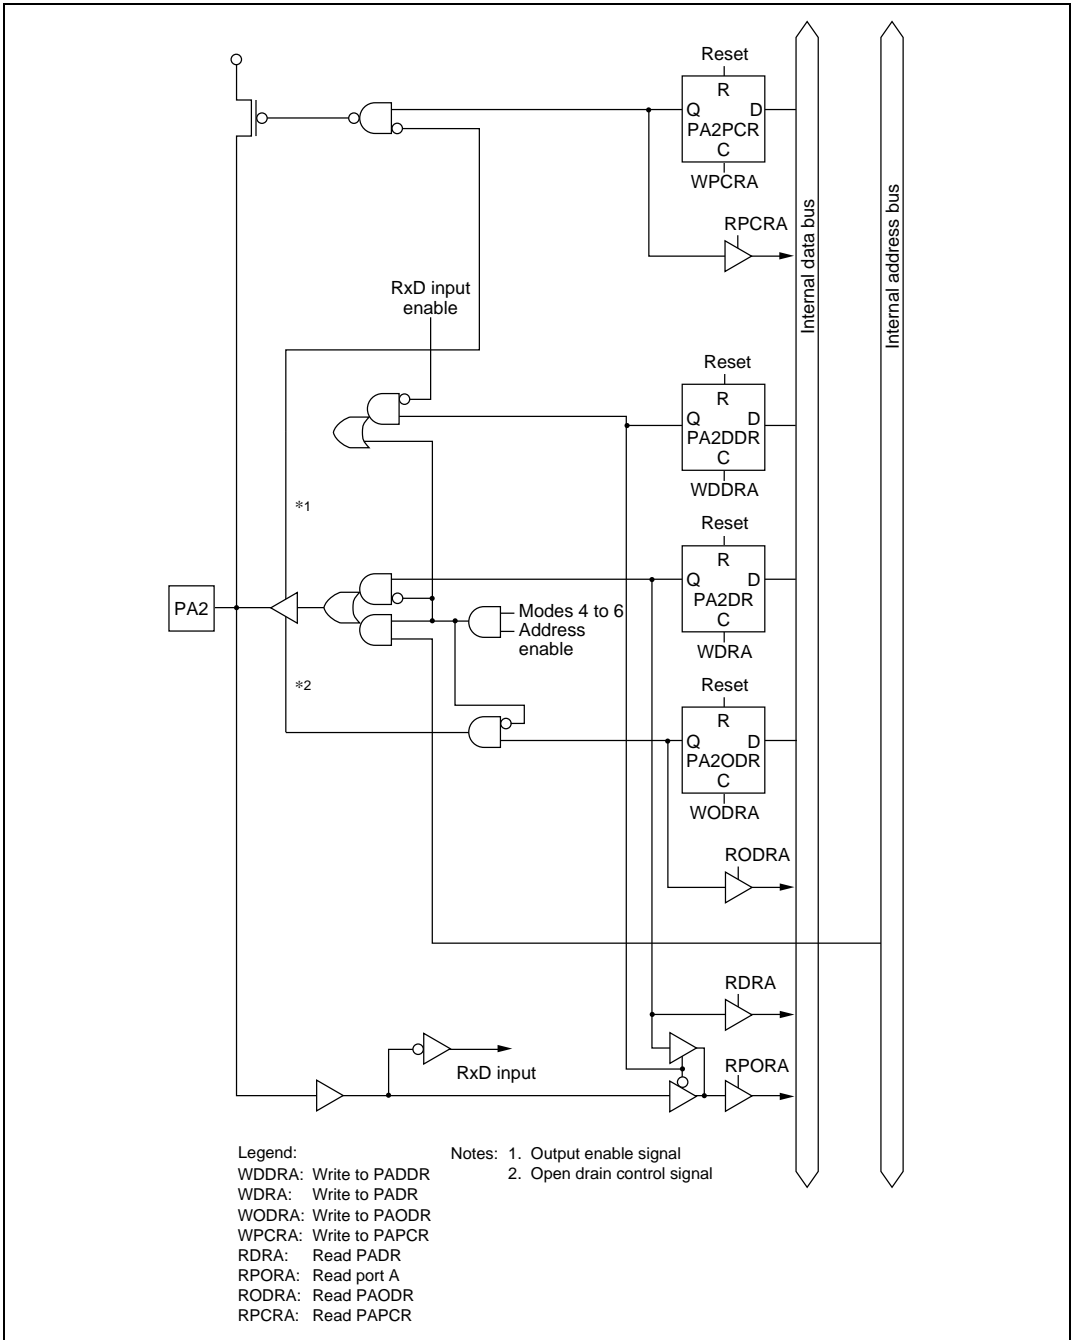 Reset
R
Q D
PA2PCR
C
WPCRA
RPCRA
Internal data bus
Internal address bus
RxD input
enable
Reset
R
Q D
PA2DDR
C
WDDRA
*1
Reset
R
Q D
PA2DR
C
WDRA
PA2
Modes 4 to 6
Address
enable
*2
Reset
R
Q D
PA2ODR
C
WODRA
RODRA
RDRA
RxD input
RPORA
Legend:
WDDRA: Write to PADDR
WDRA: Write to PADR
WODRA: Write to PAODR
WPCRA: Write to PAPCR
RDRA: Read PADR
RPORA: Read port A
RODRA: Read PAODR
RPCRA: Read PAPCR
Notes: 1. Output enable signal
2. Open drain control signal